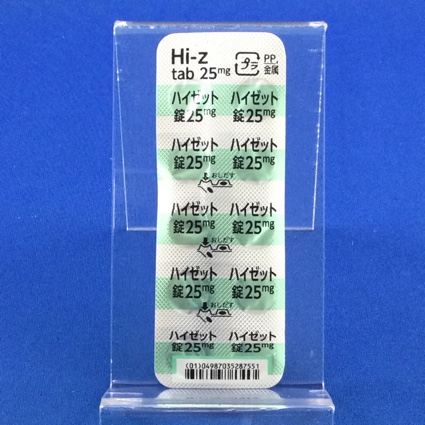 Hi-z
tab 25mg
プラ
PP,
金属
ハイゼット ハイゼット
錠25mg 錠25mg
ハイゼット ハイゼット
錠25mg 錠25mg
おしだす
ハイゼット ハイゼット
錠25mg 錠25mg
おしだす
ハイゼット ハイゼット
錠25mg 錠25mg
おしだす
ハイゼット ハイゼット
錠25mg 錠25mg
(01)04987035287551